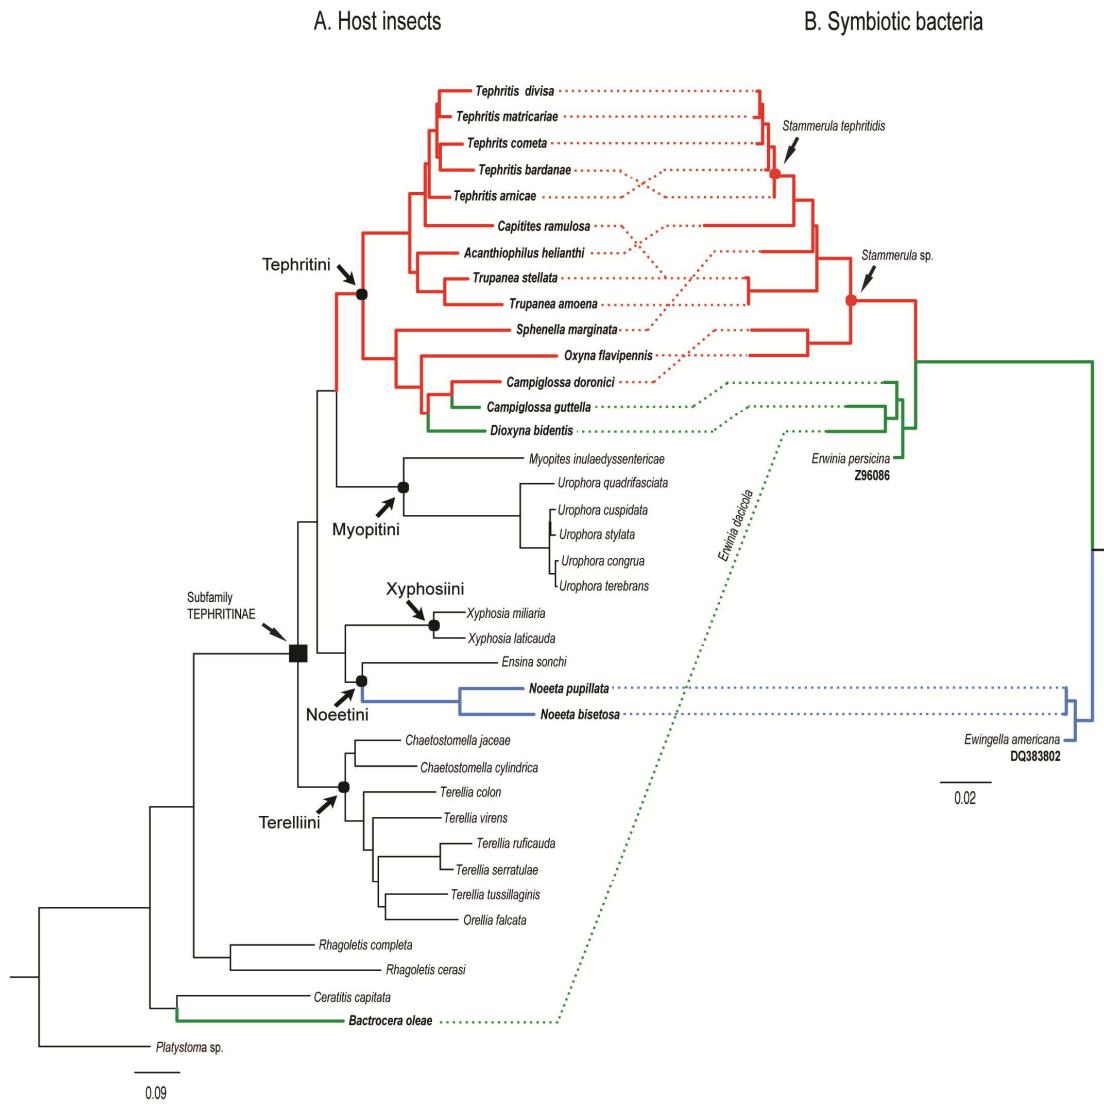 A. Host insects
B. Symbiotic bacteria
Tephritis divisa
Tephritis matricariae
Stammerula tephritidis
Tephrits cometa
Tephritis bardanae
Tephritis arnicae
Capitites ramulosa
Acanthiophilus helianthi
Stammerula sp.
Tephritini
Trupanea stellata
Trupanea amoena
Sphenella marginata
Oxyna flavipennis
Campiglossa doronici
Campiglossa guttella
Dioxyna bidentis
Myopites inulaedyssentericae
Erwinia persicina
Z96086
Urophora quadrifasciata
Urophora cuspidata
Myopitini
Urophora stylata
Erwinia dacicola
Urophora congrua
Urophora terebrans
Xyphosiini
Subfamily
TEPHRITINAE
Xyphosia miliaria
Xyphosia laticauda
Ensina sonchi
Noeeta pupillata
Noeetini
Noeeta bisetosa
Ewingella americana
DQ383802
Chaetostomella jaceae
Chaetostomella cylindrica
Terellia colon
0.02
Terelliini
Terellia virens
Terellia ruficauda
Terellia serratulae
Terellia tussillaginis
Orellia falcata
Rhagoletis completa
Rhagoletis cerasi
Ceratitis capitata
Bactrocera oleae
Platystoma sp.
0.09